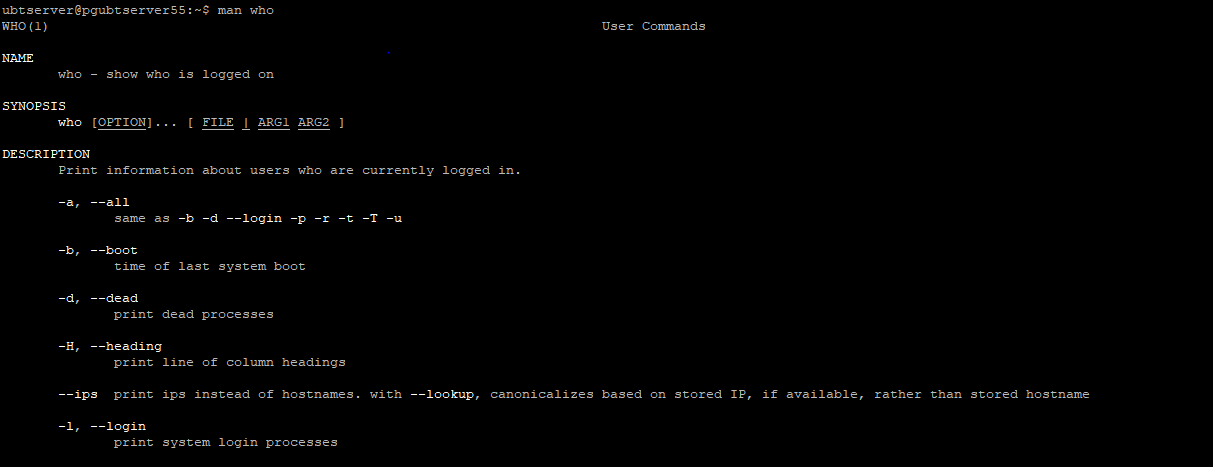 ubtserver@pgubtserver55:~$ man who
WHO(1) User Commands
NAME
who - show who is logged on
SYNOPSIS
who [OPTION]... [ FILE | ARG1 ARG2 ]
DESCRIPTION
Print information about users who are currently logged in.
-a, --all
same as -b -d --login -p -r -t -T -u
-b, --boot
time of last system boot
-d, --dead
print dead processes
-H, --heading
print line of column headings
--ips print ips instead of hostnames. with --lookup, canonicalizes based on stored IP, if available, rather than stored hostname
-l, --login
print system login processes